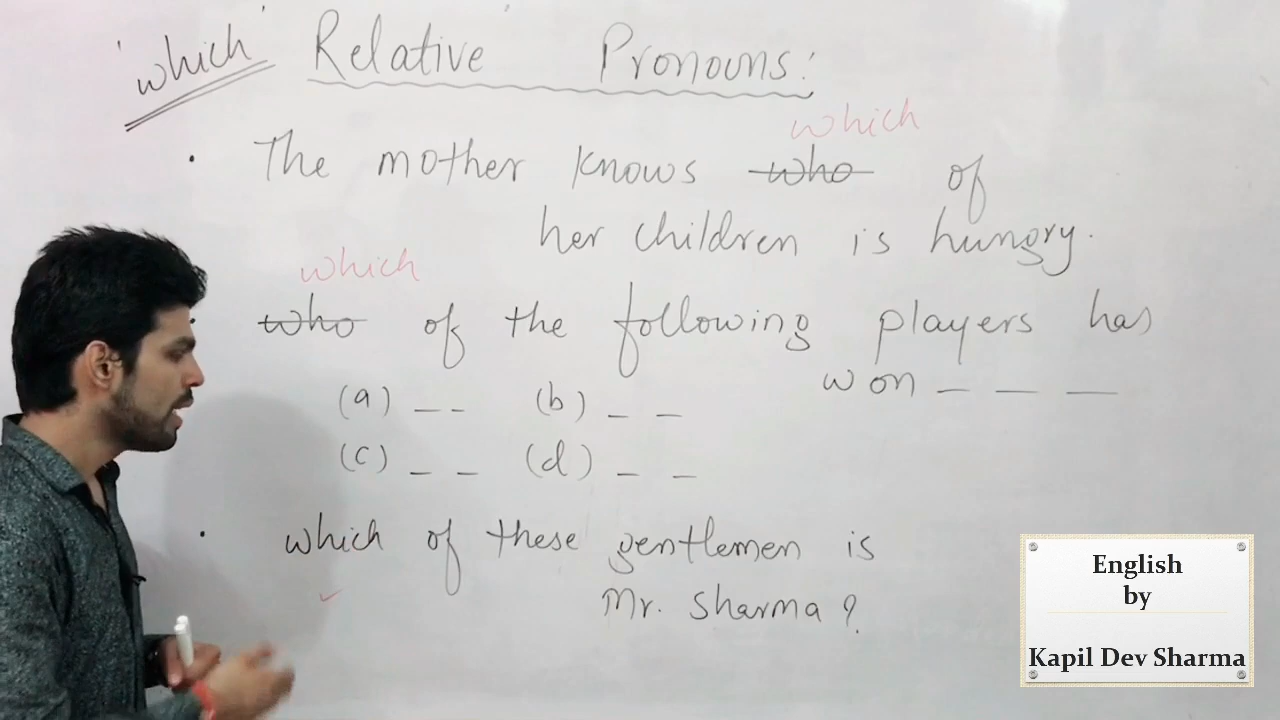 'which' Relative Pronouns:
which
• The mother knows who of
her children is hungry.
which
• who of the following players has
won _ _ _
(a) _ _ (b) _ _
(c) _ _ (d) _ _
• which of these gentlemen is
Mr. Sharma?
English
by
Kapil Dev Sharma